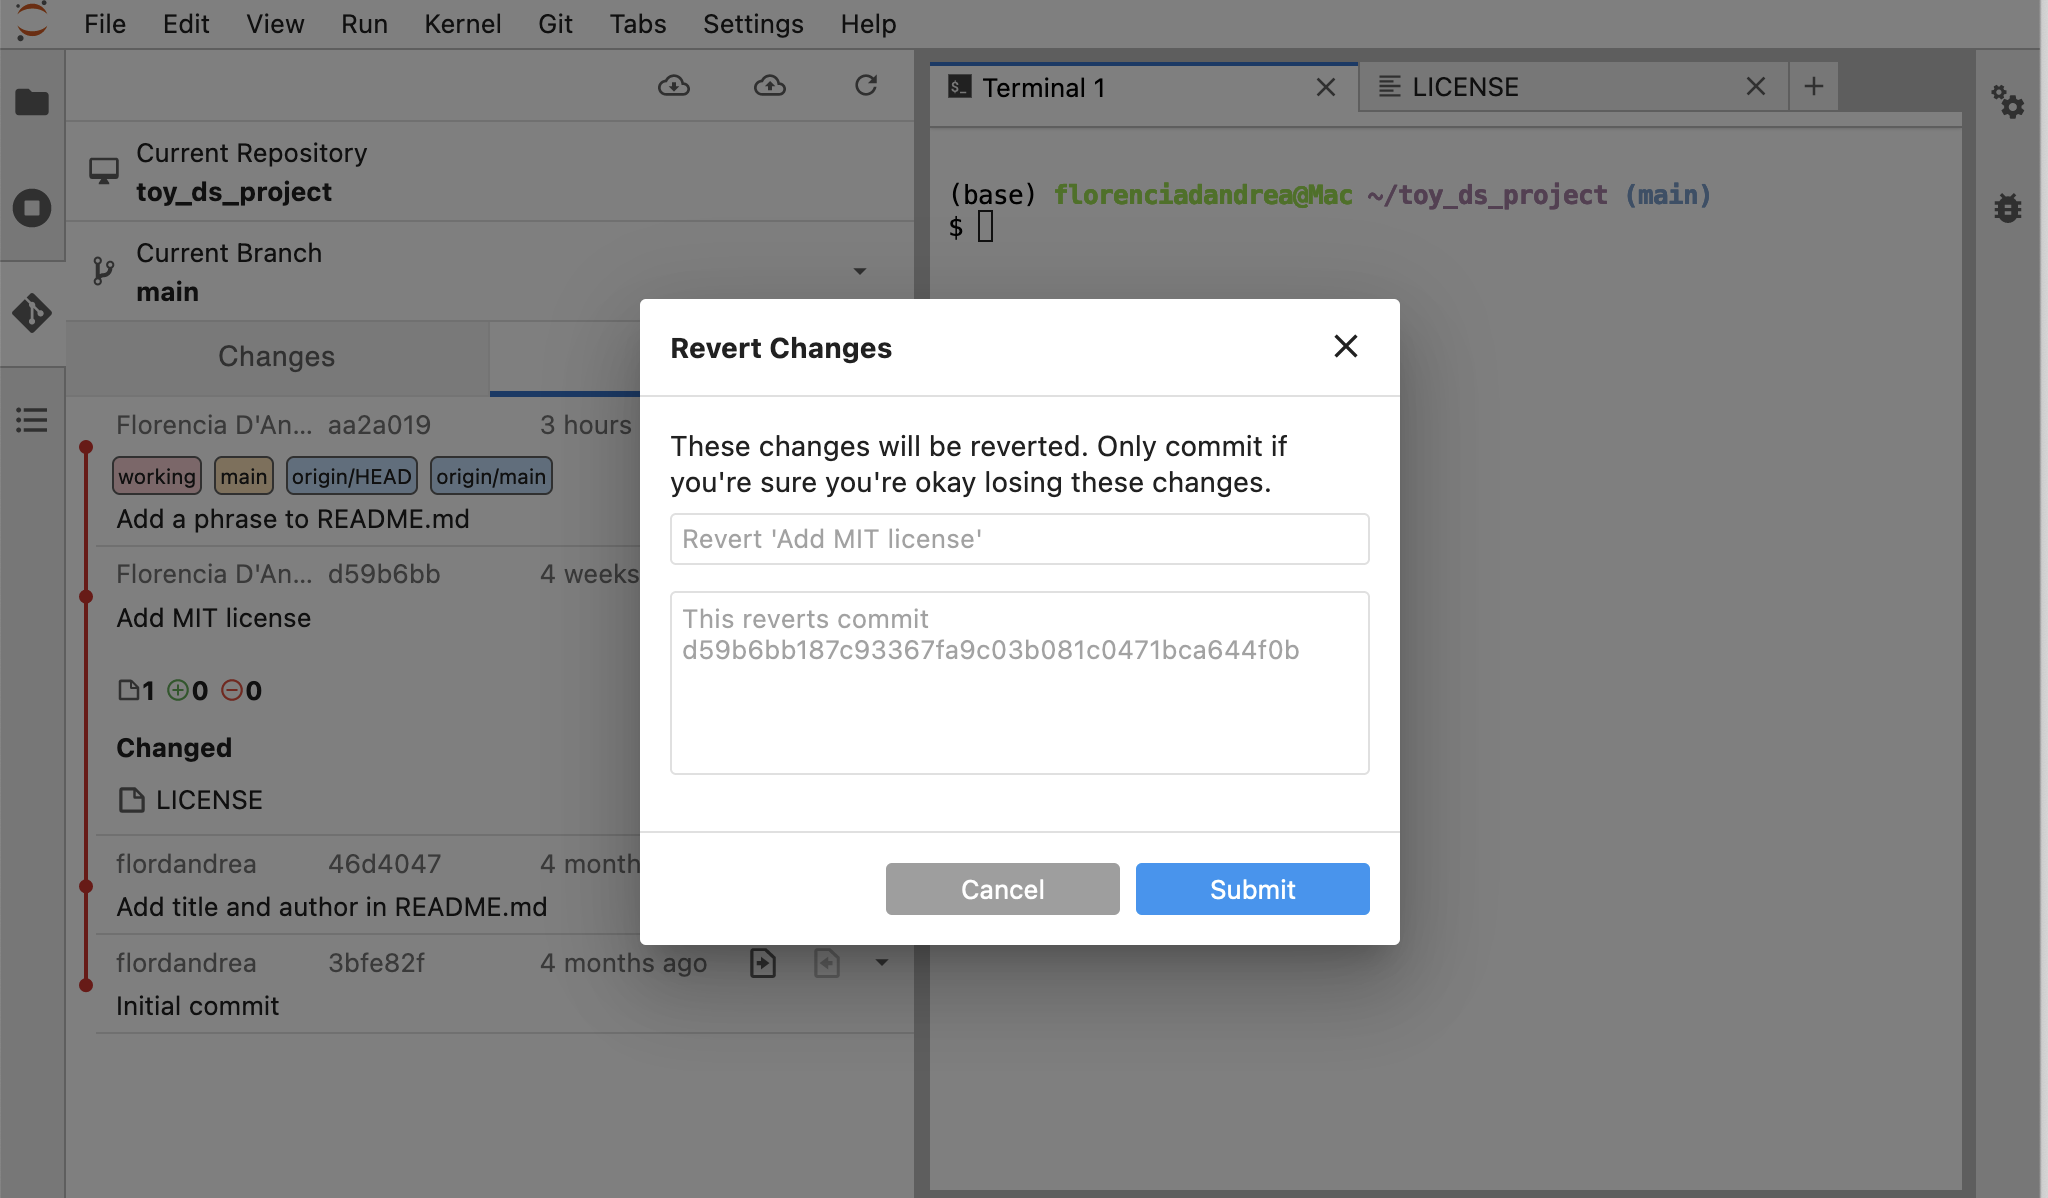 File Edit View Run Kernel Git Tabs Settings Help
Current Repository
toy_ds_project
Current Branch
main
Changes
Florencia D'An... aa2a019 3 hours
working main origin/HEAD origin/main
Add a phrase to README.md
Florencia D'An... d59b6bb 4 weeks
Add MIT license
1 0 0
Changed
LICENSE
flordandrea 46d4047 4 month
Add title and author in README.md
flordandrea 3bfe82f 4 months ago
Initial commit
$_ Terminal 1 LICENSE
(base) florenciadandrea@Mac ~/toy_ds_project (main)
$
Revert Changes
These changes will be reverted. Only commit if
you're sure you're okay losing these changes.
Revert 'Add MIT license'
This reverts commit
d59b6bb187c93367fa9c03b081c0471bca644f0b
Cancel Submit